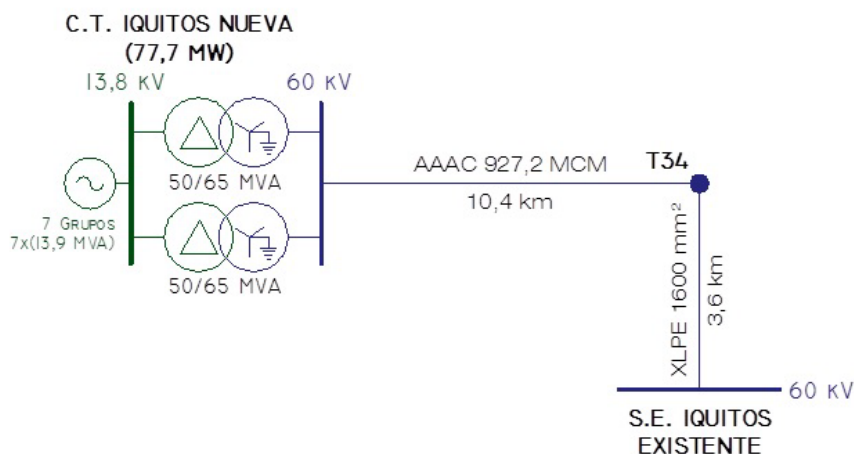 C.T. IQUITOS NUEVA
(77,7 MW)
13,8 KV
60 KV
50/65 MVA
7 GRUPOS
7x(13,9 MVA)
50/65 MVA
AAAC 927,2 MCM
10,4 km
T34
XLPE 1600 mm²
3,6 km
60 KV
S.E. IQUITOS
EXISTENTE